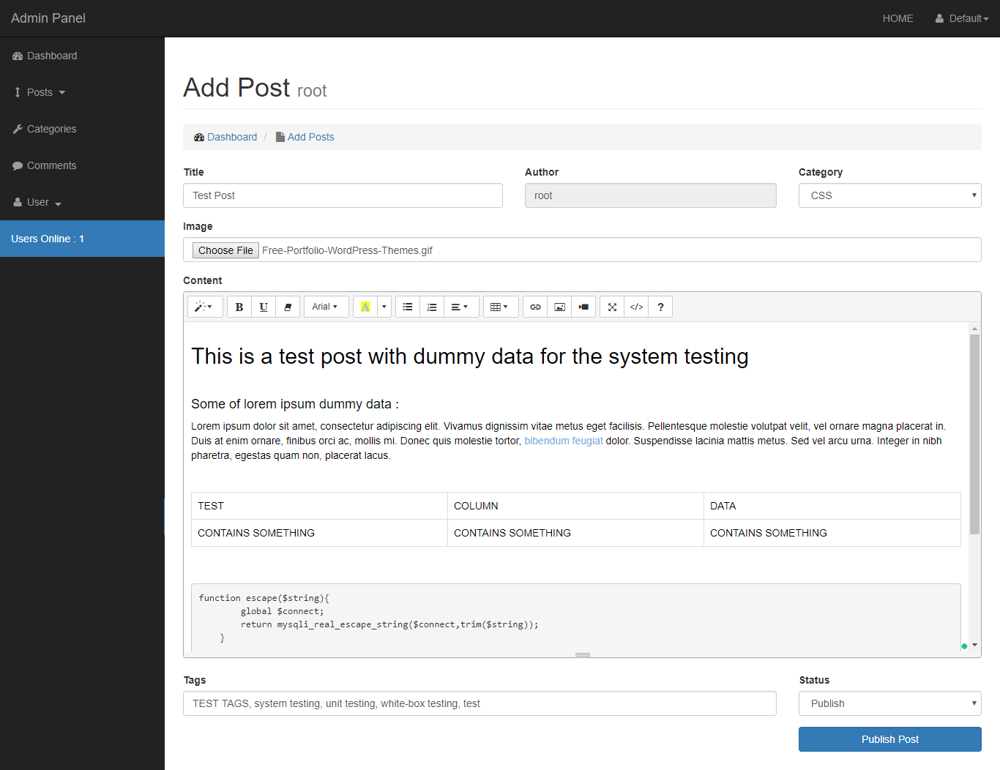 Admin Panel
HOME
Default
Dashboard
Posts
Categories
Comments
User
Users Online : 1
Add Post root
Dashboard / Add Posts
Title
Author
Category
Test Post
root
CSS
Image
Choose File Free-Portfolio-WordPress-Themes.gif
Content
B U Arial A </> ?
This is a test post with dummy data for the system testing
Some of lorem ipsum dummy data :
Lorem ipsum dolor sit amet, consectetur adipiscing elit. Vivamus dignissim vitae metus eget facilisis. Pellentesque molestie volutpat velit, vel ornare magna placerat in.
Duis at enim ornare, finibus orci ac, mollis mi. Donec quis molestie tortor, bibendum feugiat dolor. Suspendisse lacinia mattis metus. Sed vel arcu urna. Integer in nibh
pharetra, egestas quam non, placerat lacus.
TEST COLUMN DATA
CONTAINS SOMETHING CONTAINS SOMETHING CONTAINS SOMETHING
function escape($string){
global $connect;
return mysqli_real_escape_string($connect,trim($string));
}
Tags
Status
TEST TAGS, system testing, unit testing, white-box testing, test
Publish
Publish Post